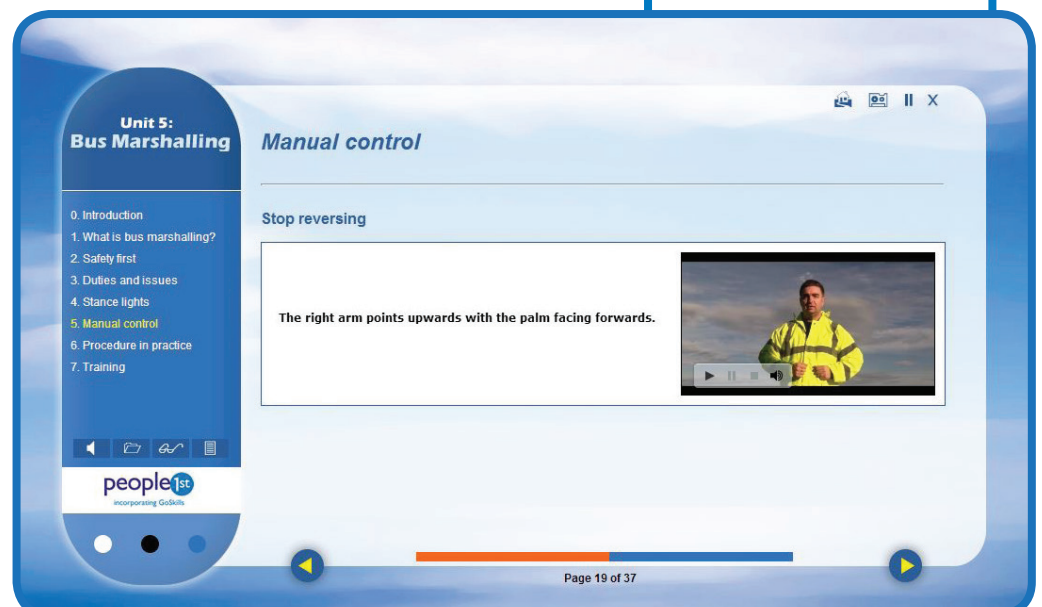 Unit 5:
Bus Marshalling
0. Introduction
1. What is bus marshalling?
2. Safety first
3. Duties and issues
4. Stance lights
5. Manual control
6. Procedure in practice
7. Training
people1st
incorporating GoSkills
X
Manual control
Stop reversing
The right arm points upwards with the palm facing forwards.
Page 19 of 37